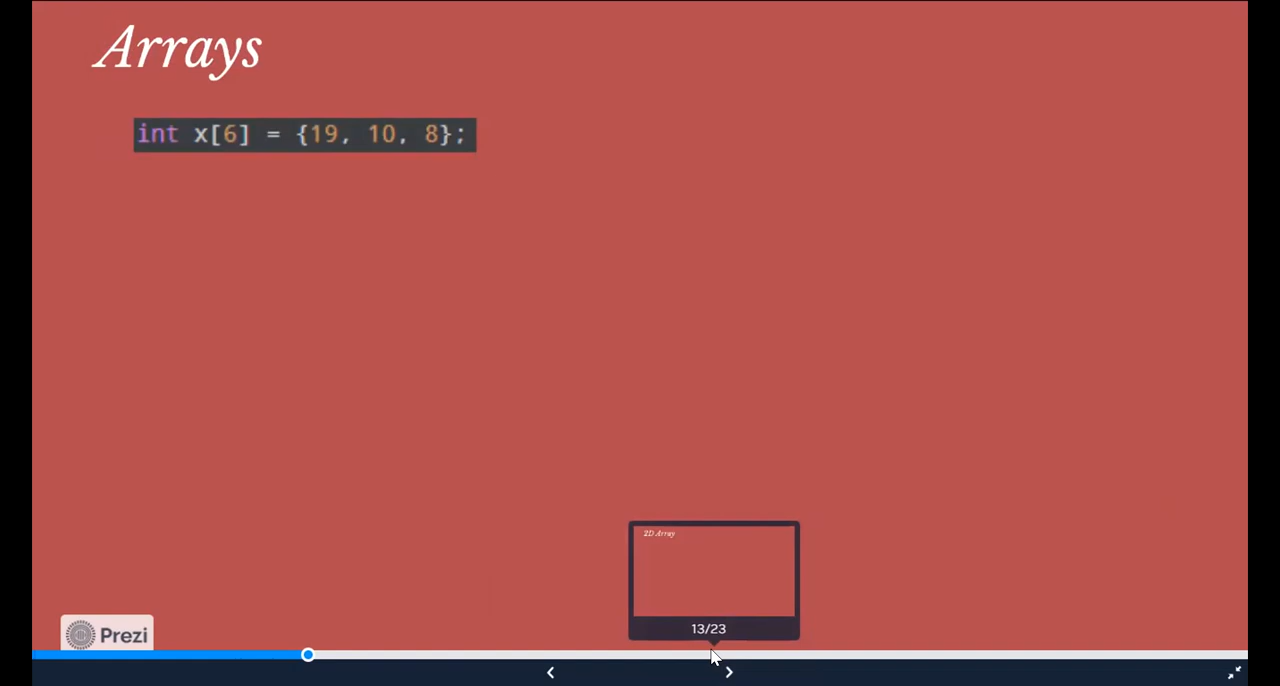 Arrays
int x[6] = {19, 10, 8};
2D Array
13/23
Prezi